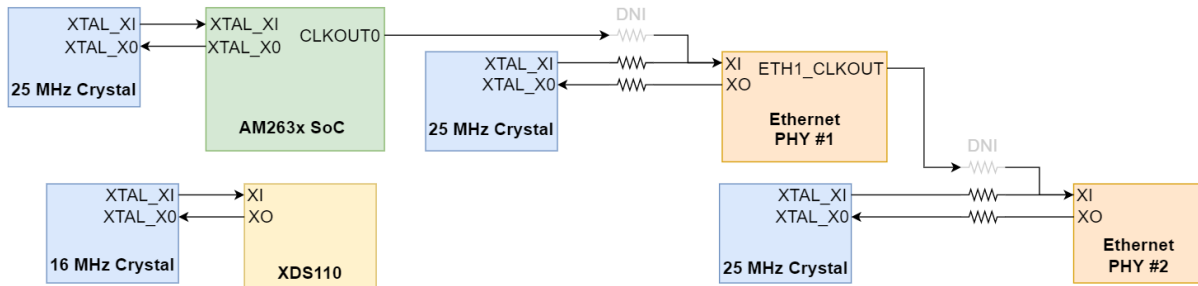 XTAL_XI
XTAL_X0
25 MHz Crystal
XTAL_XI
XTAL_X0
CLKOUT0
AM263x SoC
DNI
XTAL_XI
XTAL_X0
25 MHz Crystal
XI
XO
ETH1_CLKOUT
Ethernet
PHY #1
DNI
XTAL_XI
XTAL_X0
16 MHz Crystal
XI
XO
XDS110
XTAL_XI
XTAL_X0
25 MHz Crystal
XI
XO
Ethernet
PHY #2